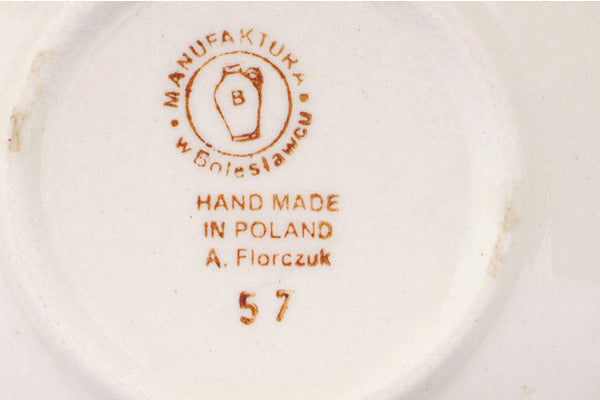 MANUFAKTURA
• w Bolesławcu •
B
HAND MADE
IN POLAND
A. Florczuk
57